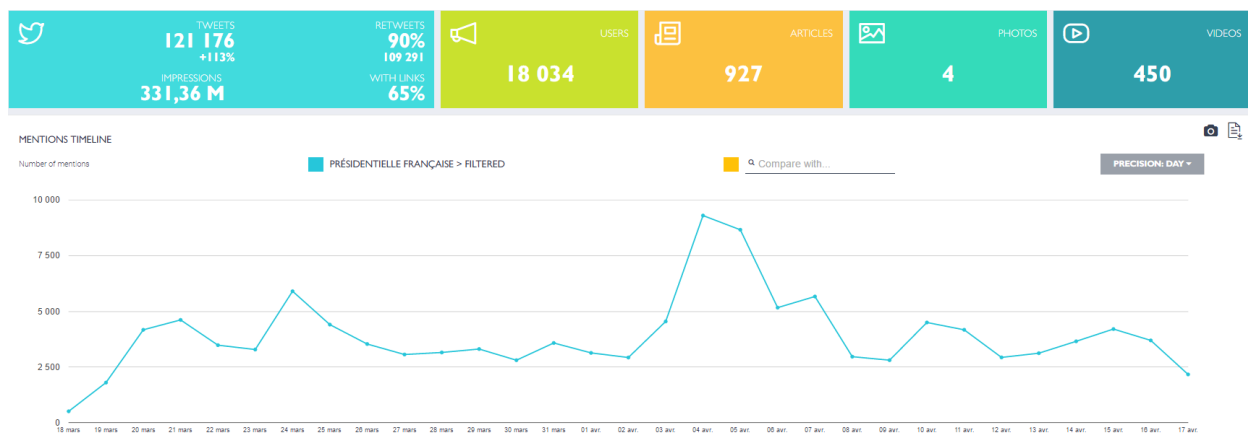 TWEETS
121 176
+113%
RETWEETS
90%
109 291
IMPRESSIONS
331,36 M
WITH LINKS
65%
USERS
18 034
ARTICLES
927
PHOTOS
4
VIDEOS
450
MENTIONS TIMELINE
Number of mentions
PRÉSIDENTIELLE FRANÇAISE > FILTERED
Compare with...
PRECISION: DAY
10 000
7 500
5 000
2 500
0
18 mars 19 mars 20 mars 21 mars 22 mars 23 mars 24 mars 25 mars 26 mars 27 mars 28 mars 29 mars 30 mars 31 mars 01 avr. 02 avr. 03 avr. 04 avr. 05 avr. 06 avr. 07 avr. 08 avr. 09 avr. 10 avr. 11 avr. 12 avr. 13 avr. 14 avr. 15 avr. 16 avr. 17 avr.